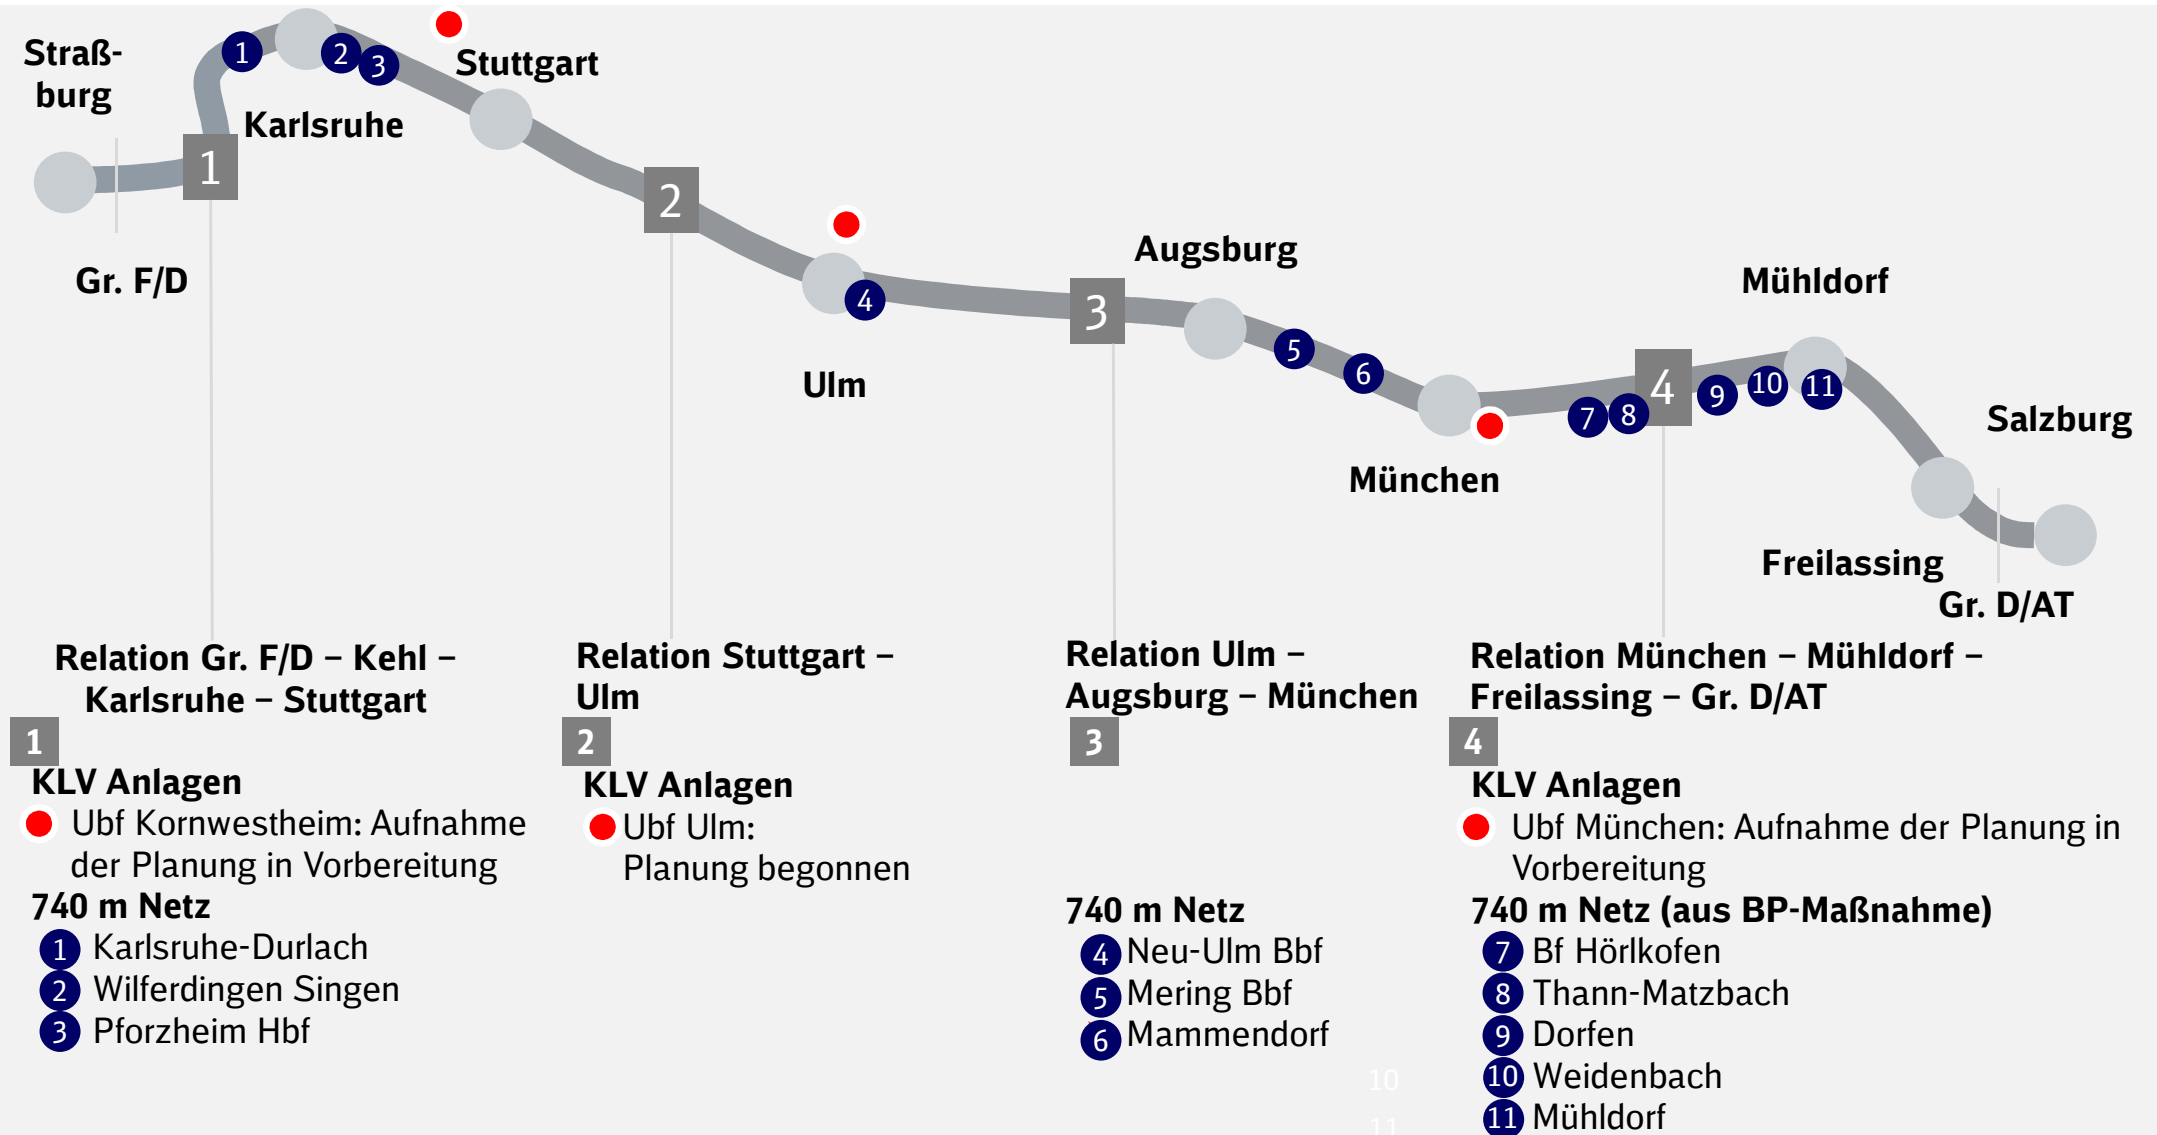 Straß-
burg
1
2
3
Stuttgart
Karlsruhe
1
Gr. F/D
2
4
Ulm
3
Augsburg
5
6
München
Mühldorf
7
8
4
9
10
11
Salzburg
Freilassing
Gr. D/AT
Relation Gr. F/D – Kehl –
Karlsruhe – Stuttgart
1
KLV Anlagen
Ubf Kornwestheim: Aufnahme
der Planung in Vorbereitung
740 m Netz
1 Karlsruhe-Durlach
2 Wilferdingen Singen
3 Pforzheim Hbf
Relation Stuttgart –
Ulm
2
KLV Anlagen
Ubf Ulm:
Planung begonnen
Relation Ulm –
Augsburg – München
3
740 m Netz
4 Neu-Ulm Bbf
5 Mering Bbf
6 Mammendorf
10
11
Relation München – Mühldorf –
Freilassing – Gr. D/AT
4
KLV Anlagen
Ubf München: Aufnahme der Planung in
Vorbereitung
740 m Netz (aus BP-Maßnahme)
7 Bf Hörlkofen
8 Thann-Matzbach
9 Dorfen
10 Weidenbach
11 Mühldorf